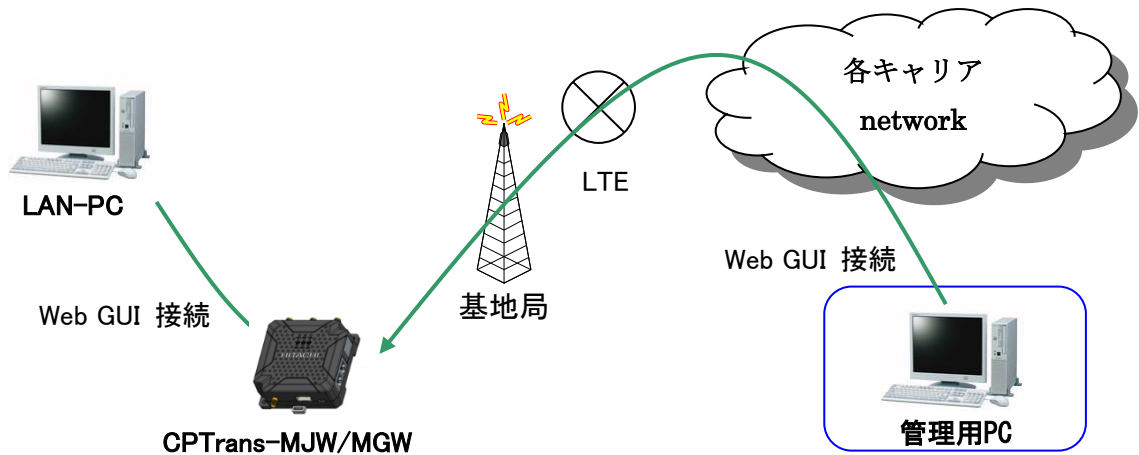 各キャリア
network
LTE
LAN-PC
Web GUI 接続
基地局
Web GUI 接続
HITACHI
CPTrans-MJW/MGW
管理用PC